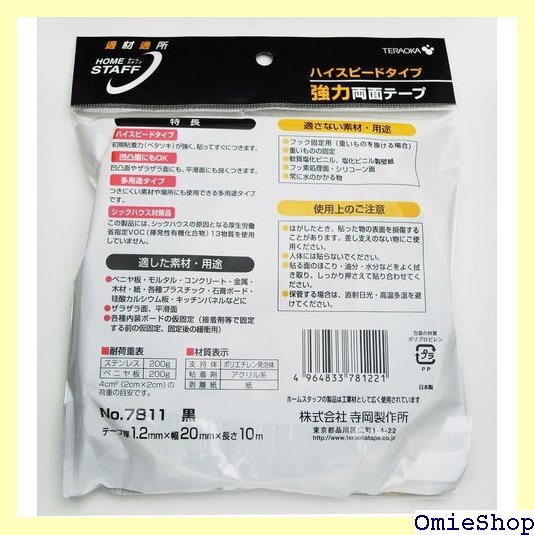 適材適所
HOME STAFF
TERAOKA
ハイスピードタイプ
強力両面テープ
特長
ハイスピードタイプ
初期粘着力(ベタツキ)が強く、貼ってすぐにつきます。
凹凸面にもOK
凹凸面やザラザラ面にも、平滑面にも良くつきます。
多用途タイプ
つきにくい素材や場所にも使用できる多用途タイプです。
シックハウス対策品
この製品には、シックハウスの原因となる厚生労働
省指定VOC(揮発性有機化合物)13物質を使用
していません。
適した素材・用途
●ベニヤ板・モルタル・コンクリート・金属・
木材・紙・各種プラスチック・石膏ボード・
珪酸カルシウム板・キッチンパネルなどに
●ザラザラ面、平滑面
●各種内装ボードの仮固定(接着剤等で固定
する前の仮固定、固定後の緩衝用)
適さない素材・用途
●フック固定用(重いものを掛ける場合)
●重いものの固定
●軟質塩化ビニル、塩化ビニル製壁紙
●フッ素処理面・シリコーン面
●常に水のかかる物
使用上のご注意
●はがしたとき、貼った物の表面を損傷する
ことがあります。差し支えのない物にご使
用ください。
●人体には貼らないでください。
●貼る面のほこり・油分・水分などをよく拭
き取り、しっかり押さえて貼り合わせてくだ
さい。
●保管する場合は、直射日光・高温多湿を避
けてください。
■耐荷重表
ステンレス 200g
ベニヤ板 200g
4cm²(2cm×2cm)の
荷重の目安です。
■材質表示
支持体 ポリエチレン発泡体
粘着剤 アクリル系
剥離紙 紙
4 964833 781221
包装の材質
ポリプロピレン
プラ
PP
日本製
No.7811 黒
テープ厚1.2mm×幅20mm×長さ10m
ホームスタッフの製品は工業材として広く使用されています
株式会社 寺岡製作所
東京都品川区広町1-4-22
http://www.teraokatape.co.jp
OmieShop